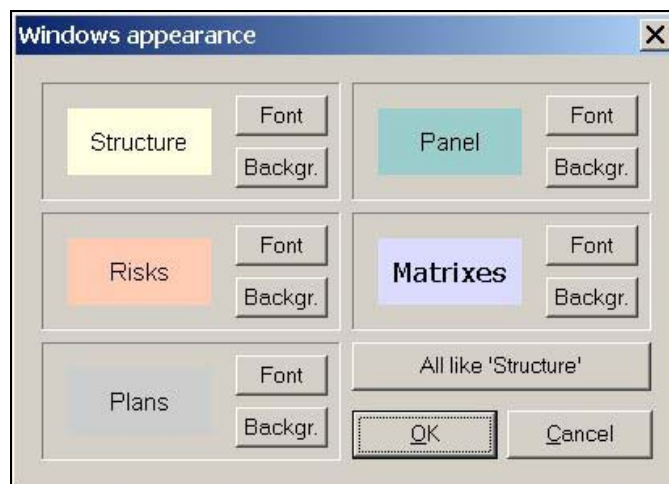 Windows appearance
Structure
Font
Backgr.
Panel
Font
Backgr.
Risks
Font
Backgr.
Matrixes
Font
Backgr.
Plans
Font
Backgr.
All like 'Structure'
OK
Cancel